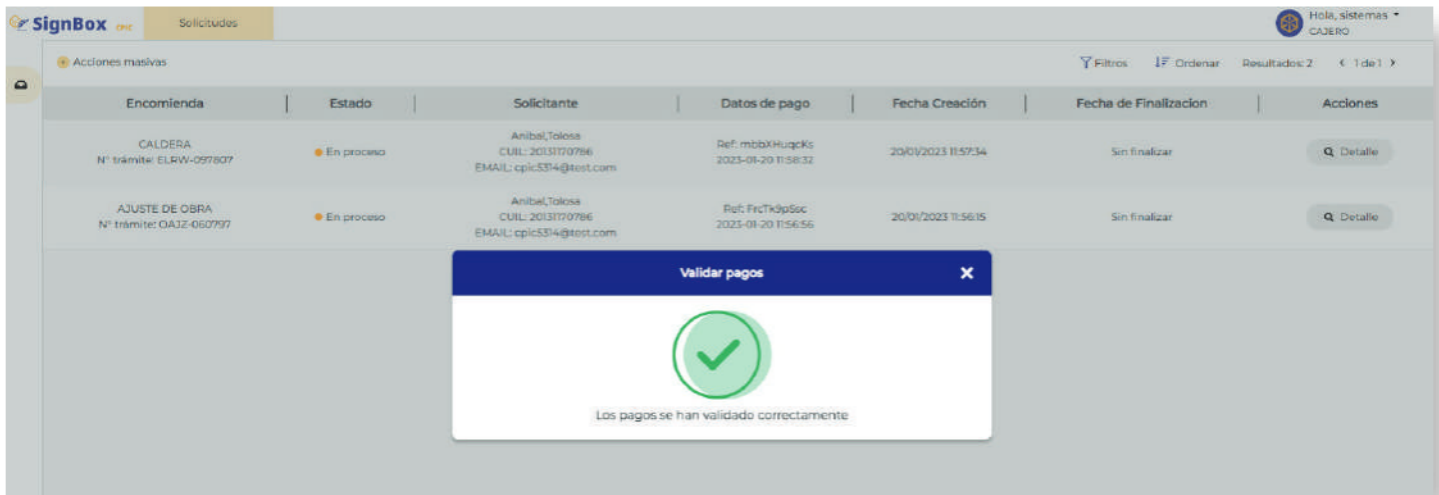 SignBox CPIC
Solicitudes
Hola, sistemas
CAJERO
Acciones masivas
Filtros
Ordenar
Resultados: 2
1 de 1
Encomienda
Estado
Solicitante
Datos de pago
Fecha Creación
Fecha de Finalizacion
Acciones
CALDERA
N° trámite: ELRW-097807
En proceso
Anibal,Tolosa
CUIL: 20131170786
EMAIL: cpic5314@test.com
Ref: mbbXHuqcKs
2023-01-20 11:58:32
20/01/2023 11:57:34
Sin finalizar
Detalle
AJUSTE DE OBRA
N° trámite: OAJZ-060797
En proceso
Anibal,Tolosa
CUIL: 20131170786
EMAIL: cpic5314@test.com
Ref: FrcTk9pSsc
2023-01-20 11:56:56
20/01/2023 11:56:15
Sin finalizar
Detalle
Validar pagos
Los pagos se han validado correctamente